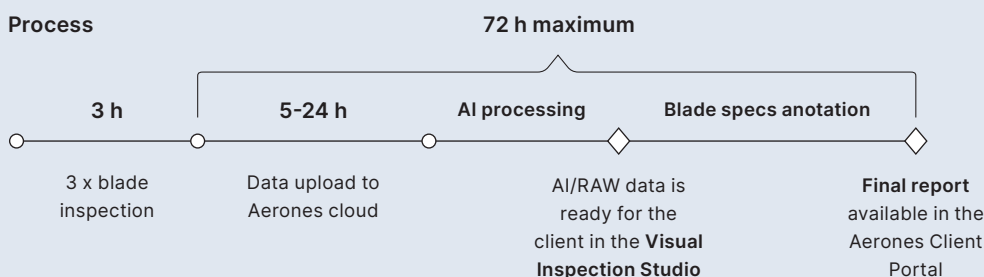 Process
72 h maximum
3 h
5-24 h
AI processing
Blade specs anotation
3 x blade
inspection
Data upload to
Aerones cloud
AI/RAW data is
ready for the
client in the Visual
Inspection Studio
Final report
available in the
Aerones Client
Portal